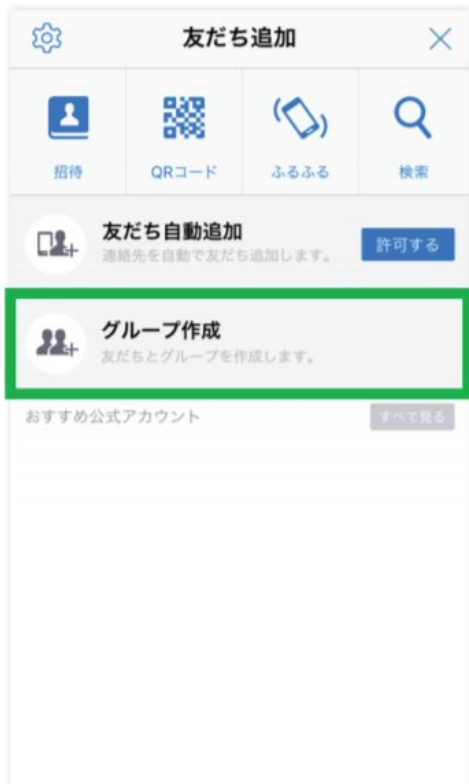 友だち追加
招待
QRコード
ふるふる
検索
友だち自動追加
連絡先を自動で友だち追加します。
許可する
グループ作成
友だちとグループを作成します。
おすすめ公式アカウント
すべて見る